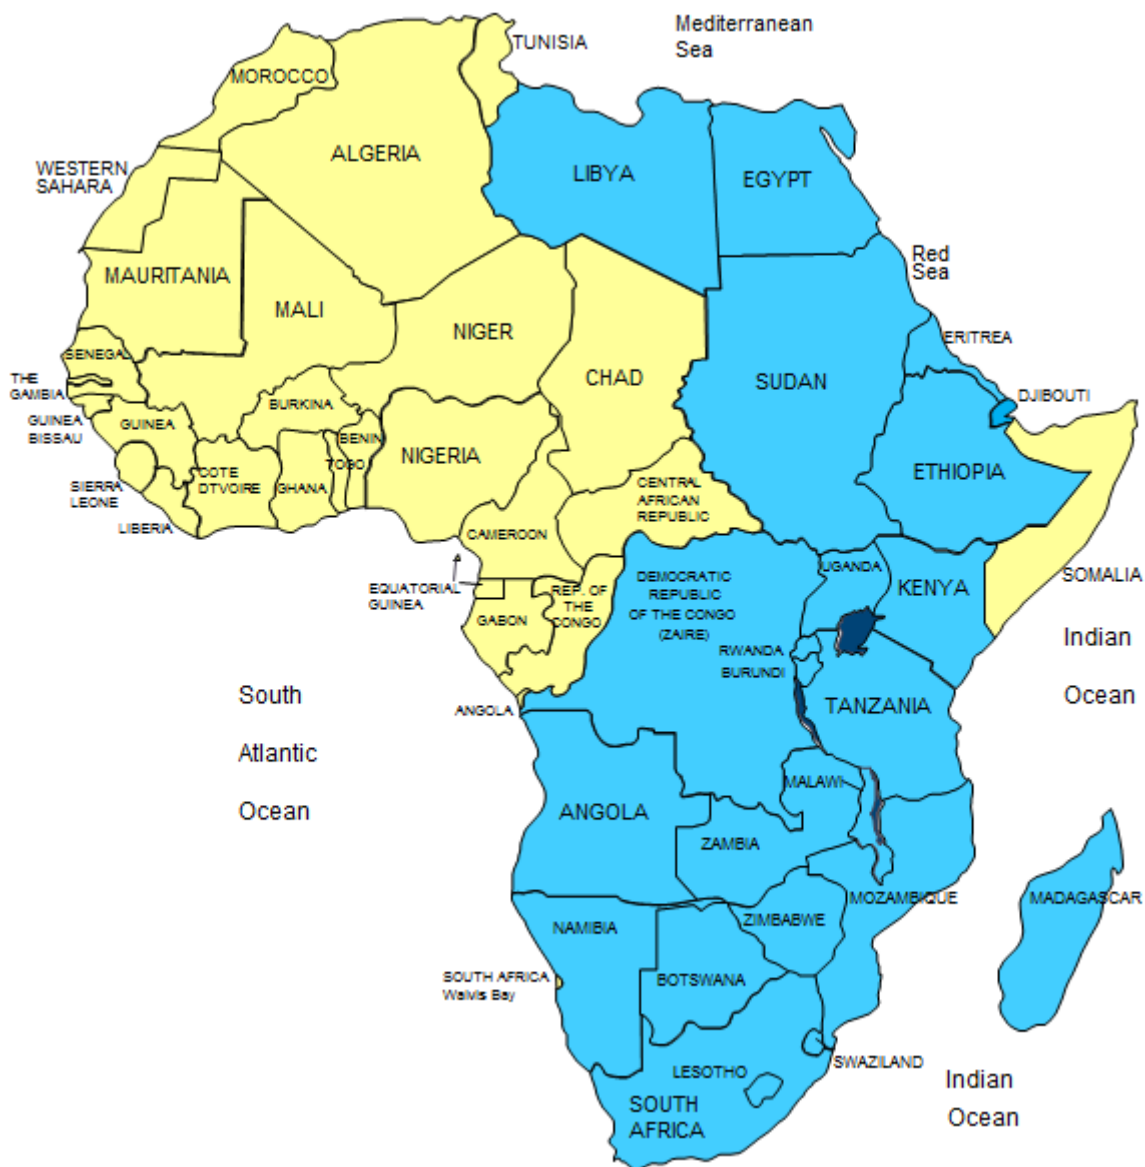 Mediterranean
Sea
TUNISIA
MOROCCO
ALGERIA
WESTERN
SAHARA
LIBYA
EGYPT
Red
Sea
MAURITANIA
MALI
NIGER
CHAD
SUDAN
ERITREA
SENEGAL
THE
GAMBIA
DJIBOUTI
GUINEA
BISSAU
GUINEA
BURKINA
BENIN
NIGERIA
TOGO
COTE
DTVOIRE
GHANA
ETHIOPIA
SIERRA
LEONE
LIBERIA
CENTRAL
AFRICAN
REPUBLIC
CAMEROON
EQUATORIAL
GUINEA
REP. OF
THE
CONGO
GABON
DEMOCRATIC
REPUBLIC
OF THE CONGO
(ZAIRE)
UGANDA
KENYA
SOMALIA
RWANDA
BURUNDI
Indian
Ocean
South
Atlantic
Ocean
ANGOLA
TANZANIA
MALAWI
ANGOLA
ZAMBIA
MOZAMBIQUE
MADAGASCAR
NAMIBIA
ZIMBABWE
SOUTH AFRICA
Walvis Bay
BOTSWANA
LESOTHO
SWAZILAND
SOUTH
AFRICA
Indian
Ocean